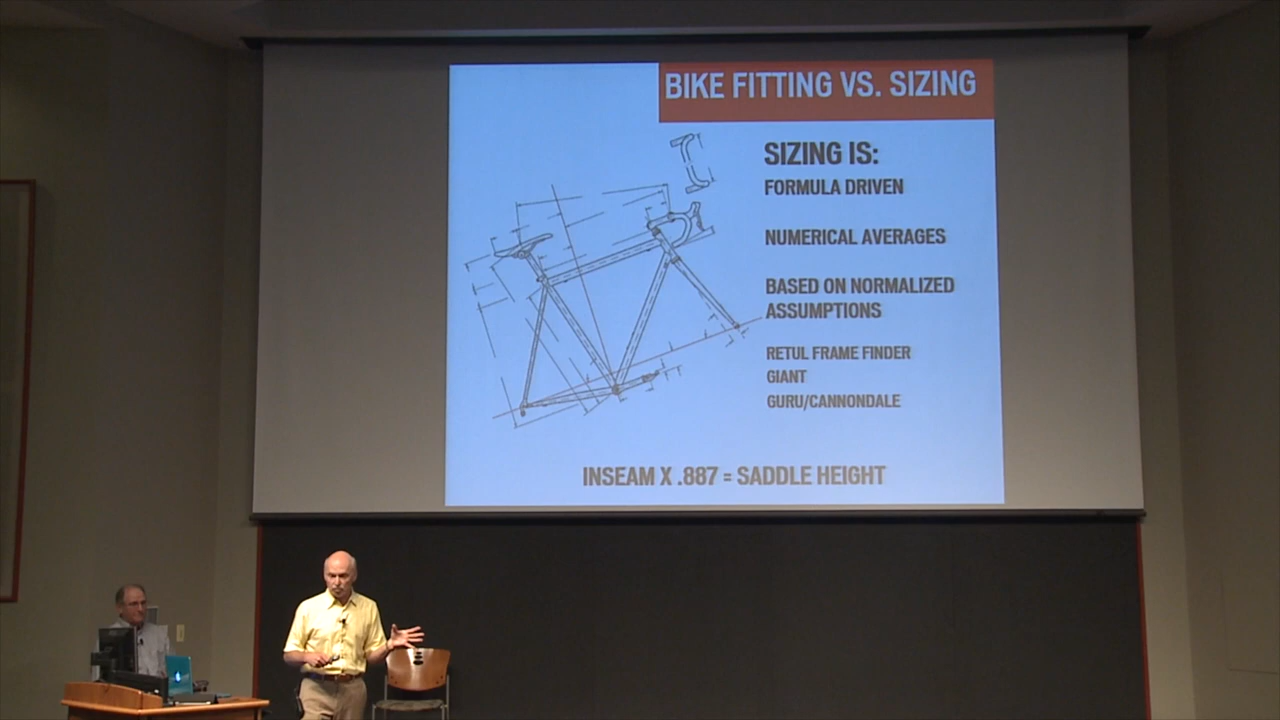 BIKE FITTING VS. SIZING
SIZING IS:
FORMULA DRIVEN
NUMERICAL AVERAGES
BASED ON NORMALIZED
ASSUMPTIONS
RETUL FRAME FINDER
GIANT
GURU/CANNONDALE
INSEAM X .887 = SADDLE HEIGHT